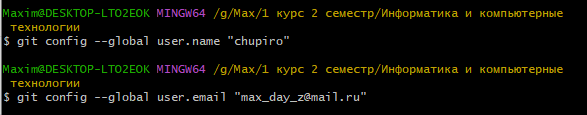 Maxim@DESKTOP-LTO2EOK MINGW64 /g/Max/1 курс 2 семестр/Информатика и компьютерные
технологии
$ git config --global user.name "chupiro"
Maxim@DESKTOP-LTO2EOK MINGW64 /g/Max/1 курс 2 семестр/Информатика и компьютерные
технологии
$ git config --global user.email "max_day_z@mail.ru"